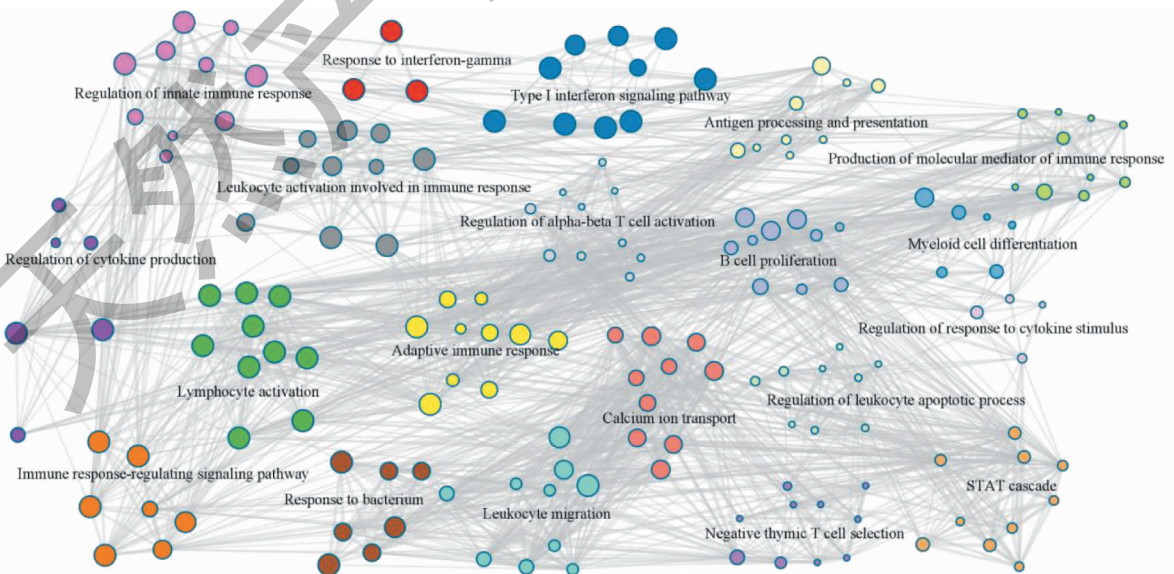 Response to interferon-gamma
Regulation of innate immune response
Type I interferon signaling pathway
Antigen processing and presentation
Production of molecular mediator of immune response
Leukocyte activation involved in immune response
Regulation of alpha-beta T cell activation
Myeloid cell differentiation
Regulation of cytokine production
B cell proliferation
Regulation of response to cytokine stimulus
Adaptive immune response
Lymphocyte activation
Regulation of leukocyte apoptotic process
Calcium ion transport
Immune response-regulating signaling pathway
STAT cascade
Response to bacterium
Leukocyte migration
Negative thymic T cell selection